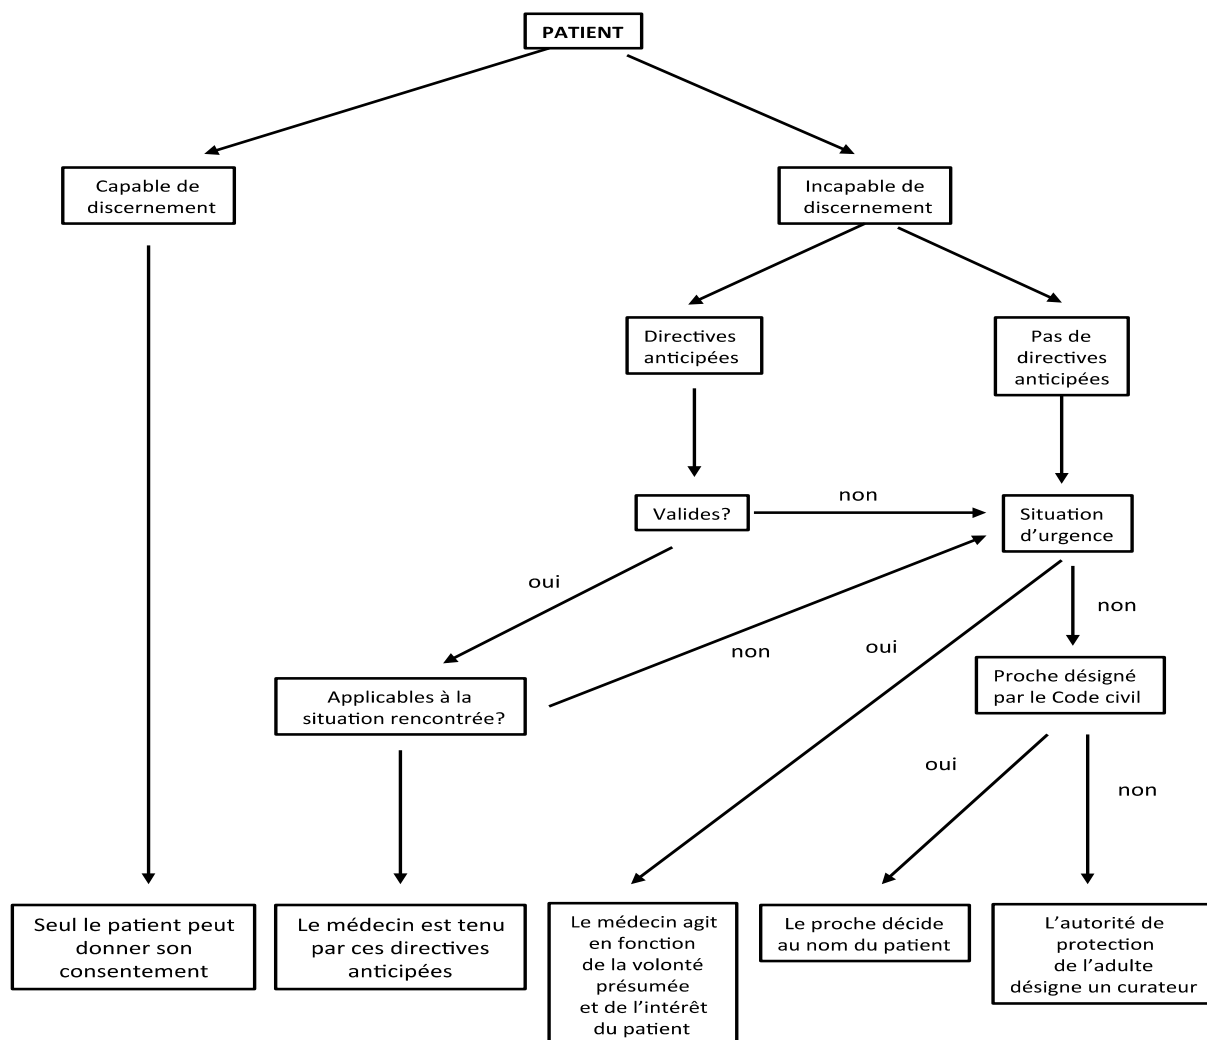 PATIENT
Capable de
discernement
Incapable de
discernement
Directives
anticipées
Pas de
directives
anticipées
Valides?
non
Situation
d’urgence
oui
non
oui
non
Applicables à la
situation rencontrée?
Proche désigné
par le Code civil
oui
non
Seul le patient peut
donner son
consentement
Le médecin est tenu
par ces directives
anticipées
Le médecin agit
en fonction
de la volonté
présumée
et de l’intérêt
du patient
Le proche décide
au nom du patient
L’autorité de
protection
de l’adulte
désigne un curateur